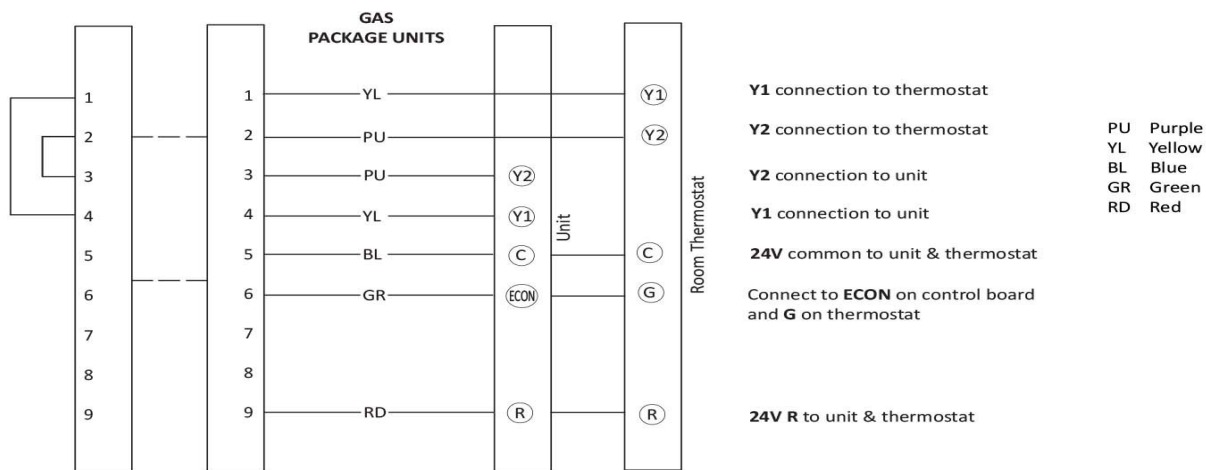 GAS
PACKAGE UNITS
1 1 YL Y1 Y1 connection to thermostat
2 2 PU Y2 Y2 connection to thermostat
3 3 PU Y2 Y2 connection to unit
4 4 YL Y1 Y1 connection to unit
5 5 BL C C 24V common to unit & thermostat
6 6 GR ECON G Connect to ECON on control board
and G on thermostat
7 7
8 8
9 9 RD R R 24V R to unit & thermostat
Unit
Room Thermostat
PU Purple
YL Yellow
BL Blue
GR Green
RD Red